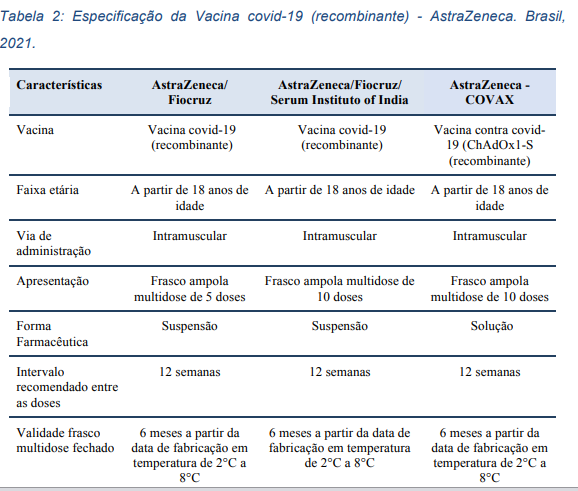 Tabela 2: Especificação da Vacina covid-19 (recombinante) - AstraZeneca. Brasil,
2021.
Características
AstraZeneca/
Fiocruz
AstraZeneca/Fiocruz/
Serum Instituto of India
AstraZeneca -
COVAX
Vacina
Vacina covid-19
(recombinante)
Vacina covid-19
(recombinante)
Vacina contra covid-
19 (ChAdOx1-S
(recombinante)
Faixa etária
A partir de 18 anos de
idade
A partir de 18 anos de idade
A partir de 18 anos de
idade
Via de
administração
Intramuscular
Intramuscular
Intramuscular
Apresentação
Frasco ampola
multidose de 5 doses
Frasco ampola multidose de
10 doses
Frasco ampola
multidose de 10 doses
Forma
Farmacêutica
Suspensão
Suspensão
Solução
Intervalo
recomendado entre
as doses
12 semanas
12 semanas
12 semanas
Validade frasco
multidose fechado
6 meses a partir da
data de fabricação em
temperatura de 2°C a
8°C
6 meses a partir da data de
fabricação em temperatura
de 2°C a 8°C
6 meses a partir da
data de fabricação em
temperatura de 2°C a
8°C